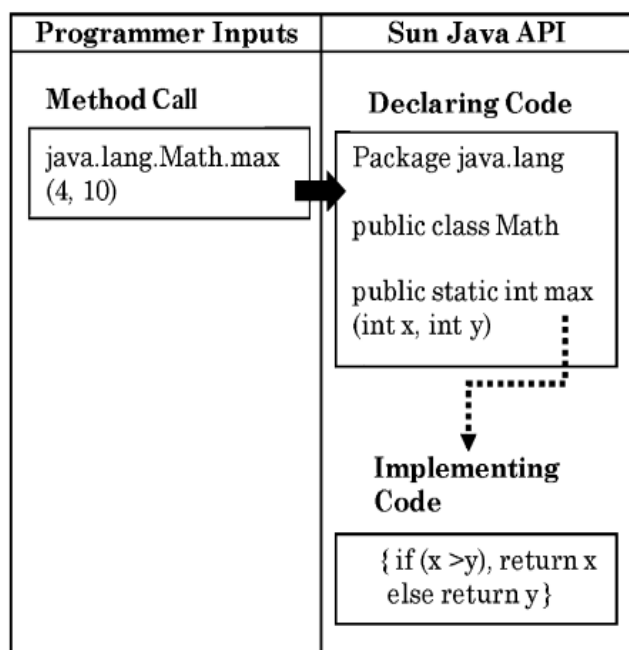 Programmer Inputs
Sun Java API
Method Call
java.lang.Math.max
(4, 10)
Declaring Code
Package java.lang
public class Math
public static int max
(int x, int y)
Implementing
Code
{ if (x >y), return x
else return y }